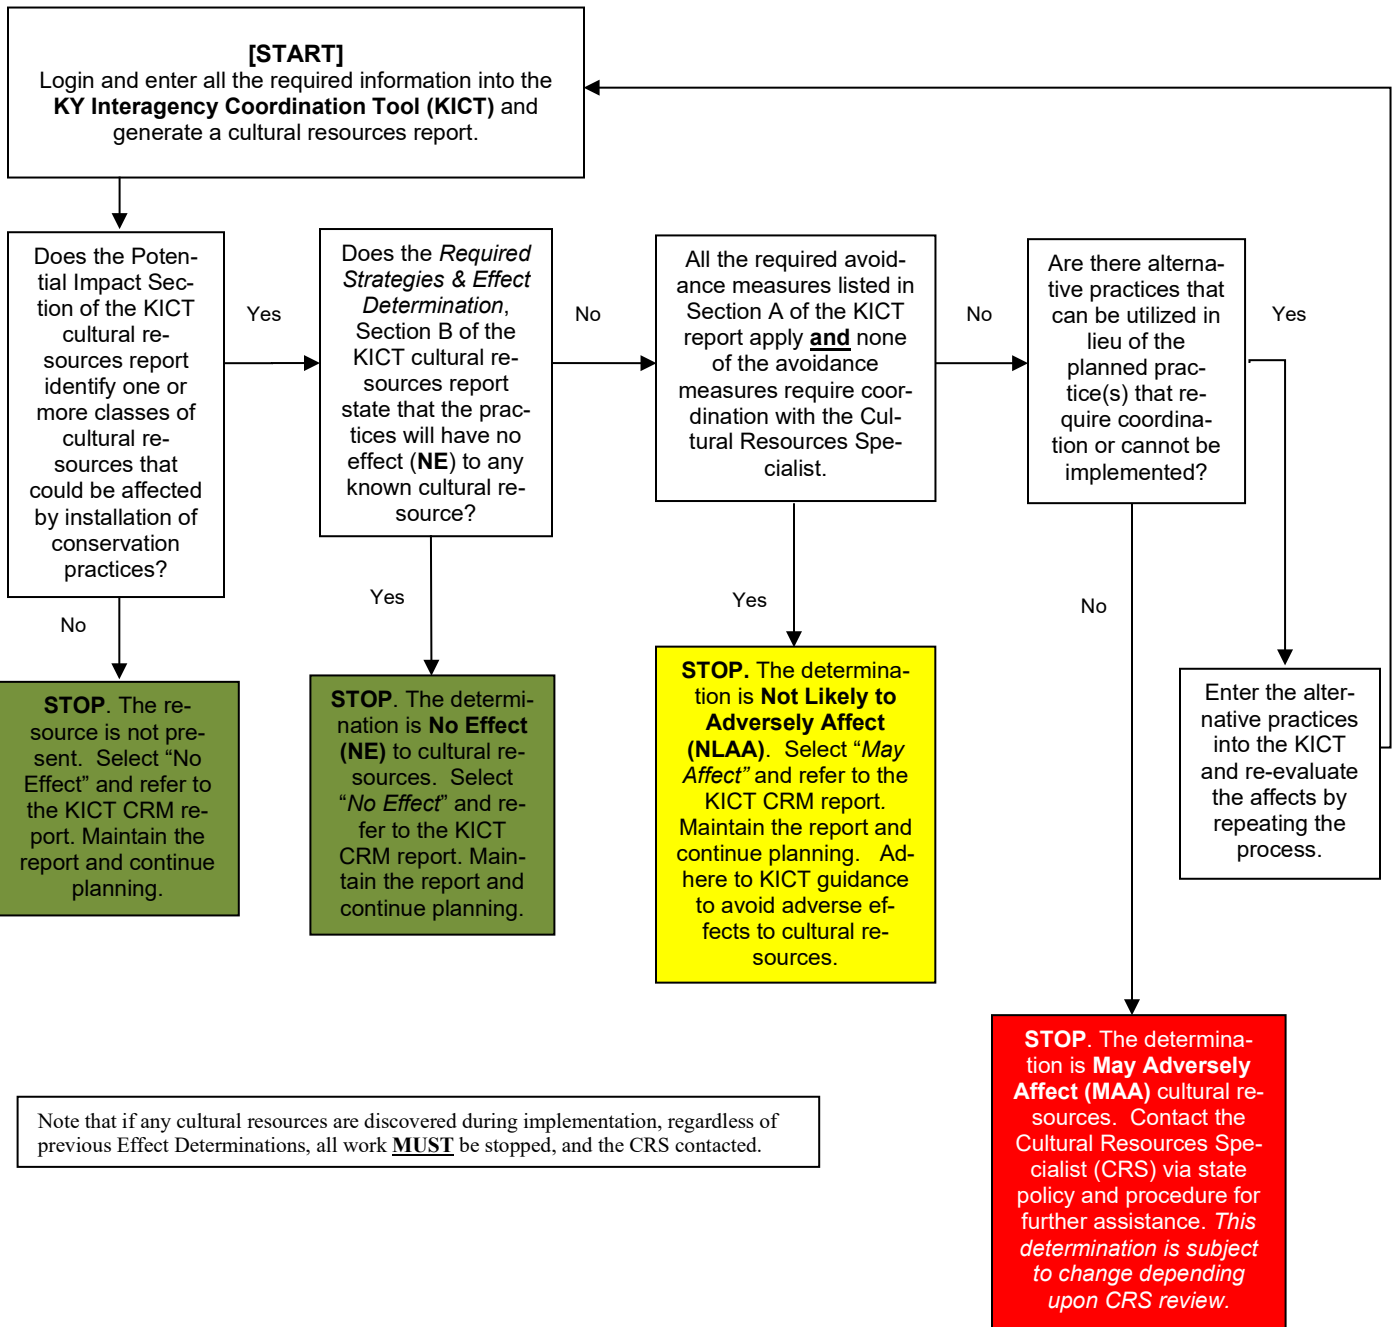 [START]
Login and enter all the required information into the
KY Interagency Coordination Tool (KICT) and
generate a cultural resources report.
Does the Poten-
tial Impact Sec-
tion of the KICT
cultural re-
sources report
identify one or
more classes of
cultural re-
sources that
could be affected
by installation of
conservation
practices?
Yes
No
Does the Required
Strategies & Effect
Determination,
Section B of the
KICT cultural re-
sources report
state that the prac-
tices will have no
effect (NE) to any
known cultural re-
source?
No
Yes
All the required avoid-
ance measures listed in
Section A of the KICT
report apply and none
of the avoidance
measures require coor-
dination with the Cul-
tural Resources Spe-
cialist.
No
Yes
Are there alterna-
tive practices that
can be utilized in
lieu of the
planned prac-
tice(s) that re-
quire coordina-
tion or cannot be
implemented?
Yes
No
STOP. The re-
source is not pre-
sent.  Select “No
Effect” and refer to
the KICT CRM re-
port. Maintain the
report and continue
planning.
STOP. The determi-
nation is No Effect
(NE) to cultural re-
sources.  Select
“No Effect” and re-
fer to the KICT
CRM report. Main-
tain the report and
continue planning.
STOP. The determina-
tion is Not Likely to
Adversely Affect
(NLAA).  Select “May
Affect” and refer to the
KICT CRM report.
Maintain the report and
continue planning.   Ad-
here to KICT guidance
to avoid adverse ef-
fects to cultural re-
sources.
Enter the alter-
native practices
into the KICT
and re-evaluate
the affects by
repeating the
process.
STOP. The determina-
tion is May Adversely
Affect (MAA) cultural re-
sources.  Contact the
Cultural Resources Spe-
cialist (CRS) via state
policy and procedure for
further assistance. This
determination is subject
to change depending
upon CRS review.
Note that if any cultural resources are discovered during implementation, regardless of
previous Effect Determinations, all work MUST be stopped, and the CRS contacted.